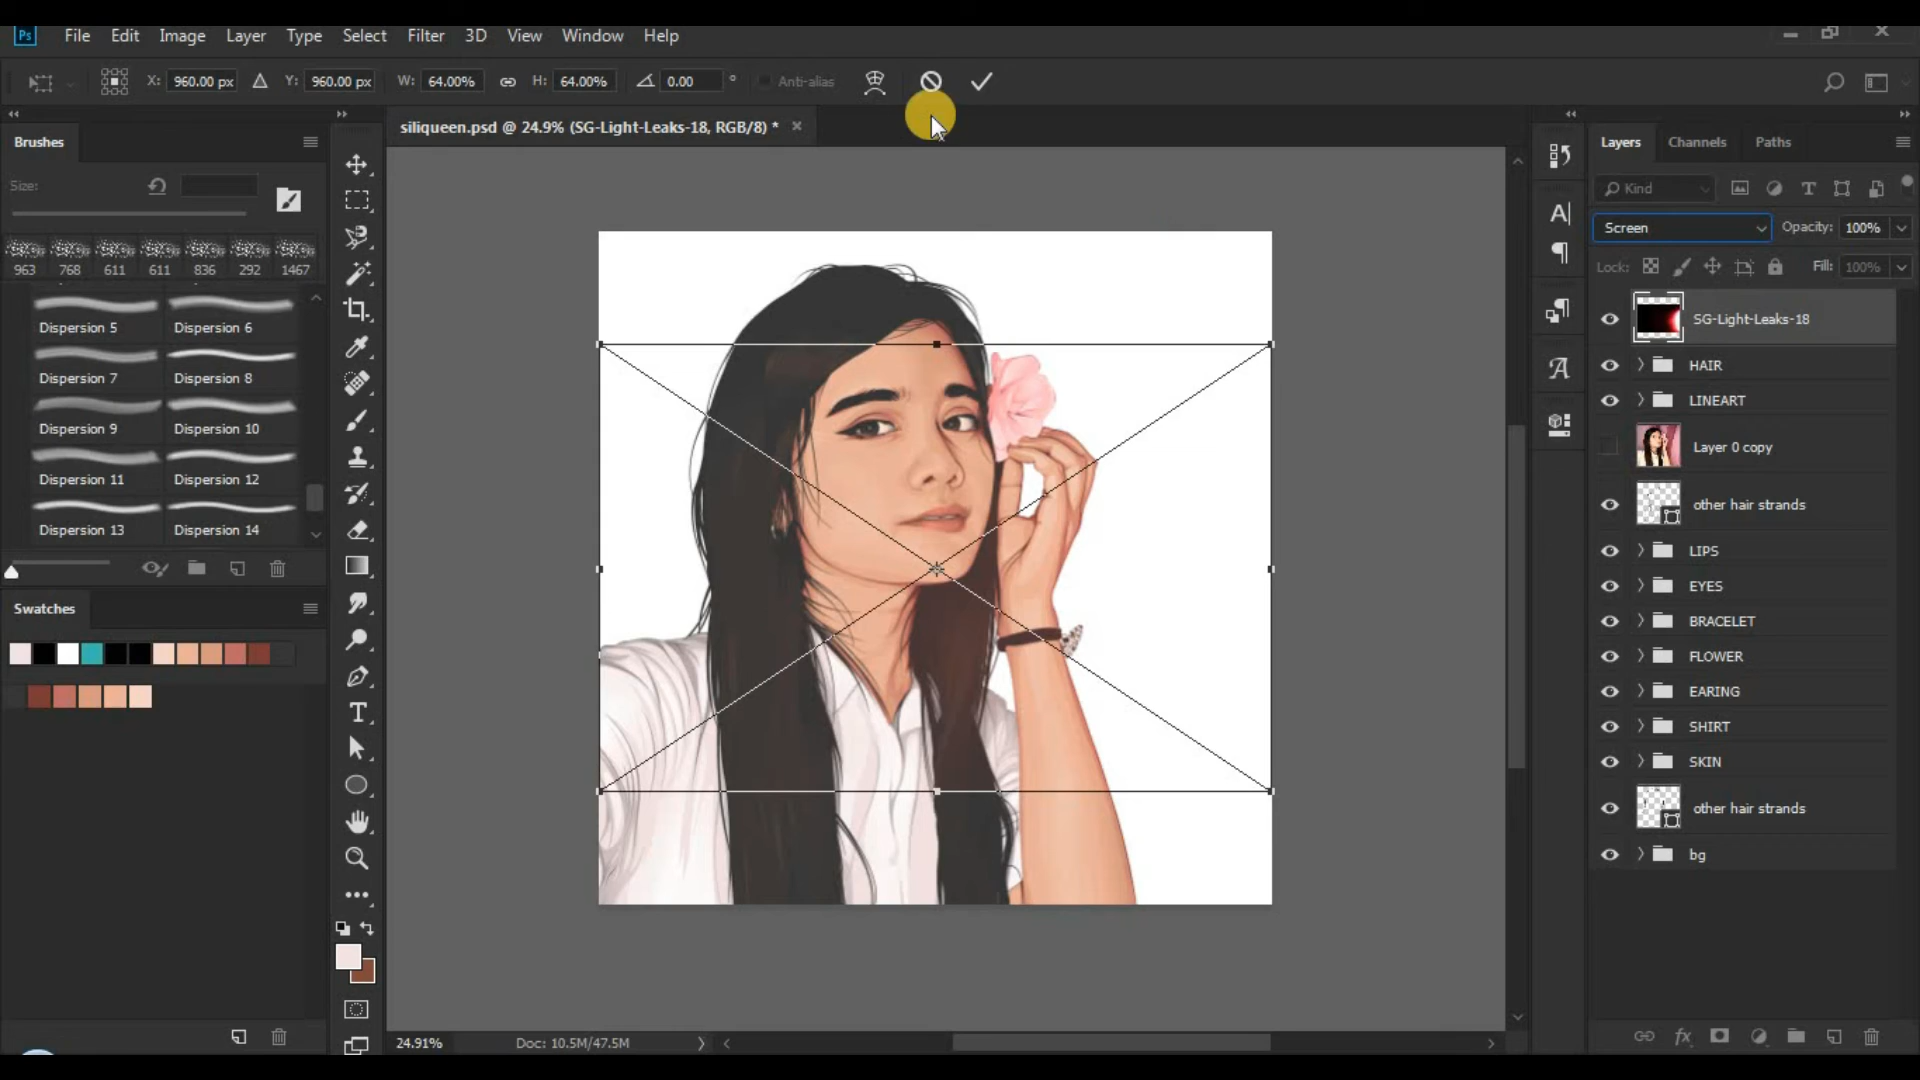 Ps File Edit Image Layer Type Select Filter 3D View Window Help
X: 960.00 px Y: 960.00 px W: 64.00% H: 64.00% 0.00 ° Anti-alias
siliqueen.psd @ 24.9% (SG-Light-Leaks-18, RGB/8) *
Brushes
Size:
963 768 611 611 836 292 1467
Dispersion 5 Dispersion 6
Dispersion 7 Dispersion 8
Dispersion 9 Dispersion 10
Dispersion 11 Dispersion 12
Dispersion 13 Dispersion 14
Swatches
24.91% Doc: 10.5M/47.5M
Layers Channels Paths
Kind
Screen Opacity: 100%
Lock: Fill: 100%
SG-Light-Leaks-18
HAIR
LINEART
Layer 0 copy
other hair strands
LIPS
EYES
BRACELET
FLOWER
EARING
SHIRT
SKIN
other hair strands
bg